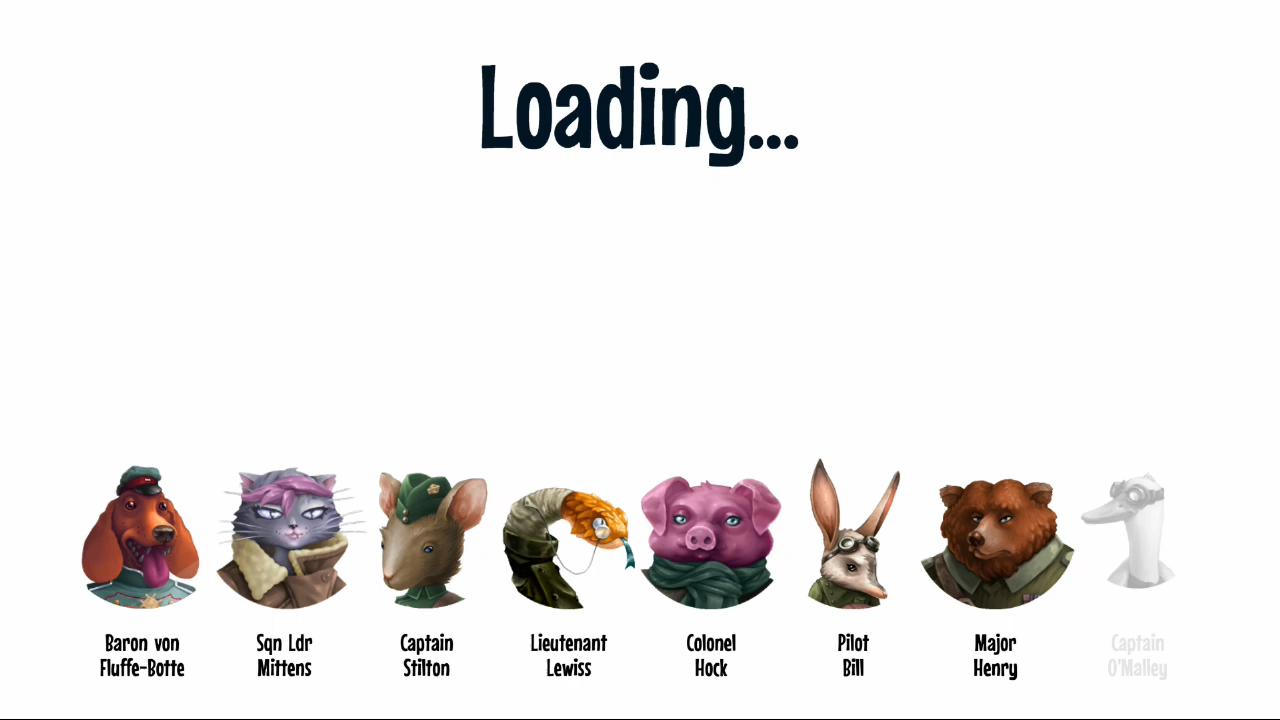 Loading...
Baron von
Fluffe-Botte
Sqn Ldr
Mittens
Captain
Stilton
Lieutenant
Lewiss
Colonel
Hock
Pilot
Bill
Major
Henry
Captain
O'Malley